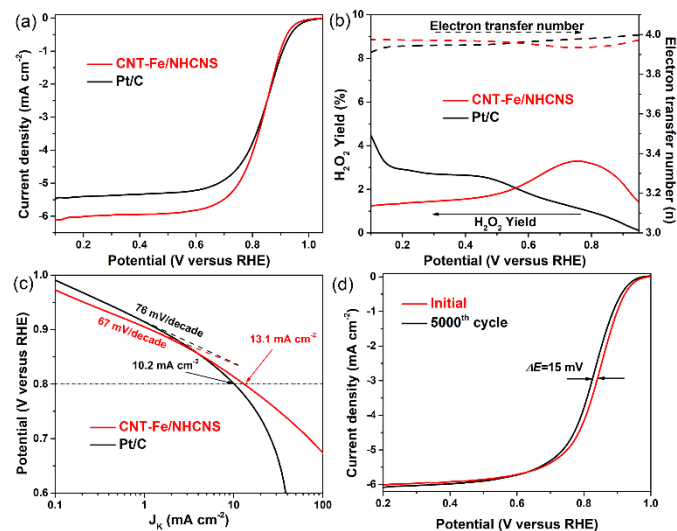 (a)
CNT-Fe/NHCNS
Pt/C
Current density (mA cm⁻²)
0
-1
-2
-3
-4
-5
-6
0.2 0.4 0.6 0.8 1.0
Potential (V versus RHE)
(b)
Electron transfer number
CNT-Fe/NHCNS
Pt/C
H₂O₂ Yield
H₂O₂ Yield (%)
10
8
6
4
2
0
Electron transfer number (n)
4.0
3.8
3.6
3.4
3.2
3.0
0.2 0.4 0.6 0.8
Potential (V versus RHE)
(c)
76 mV/decade
67 mV/decade
13.1 mA cm⁻²
10.2 mA cm⁻²
CNT-Fe/NHCNS
Pt/C
Potential (V versus RHE)
1.0
0.9
0.8
0.7
0.6
0.1 1 10 100
J_K (mA cm⁻²)
(d)
Initial
5000th cycle
ΔE=15 mV
Current density (mA cm⁻²)
0
-1
-2
-3
-4
-5
-6
0.2 0.4 0.6 0.8 1.0
Potential (V versus RHE)